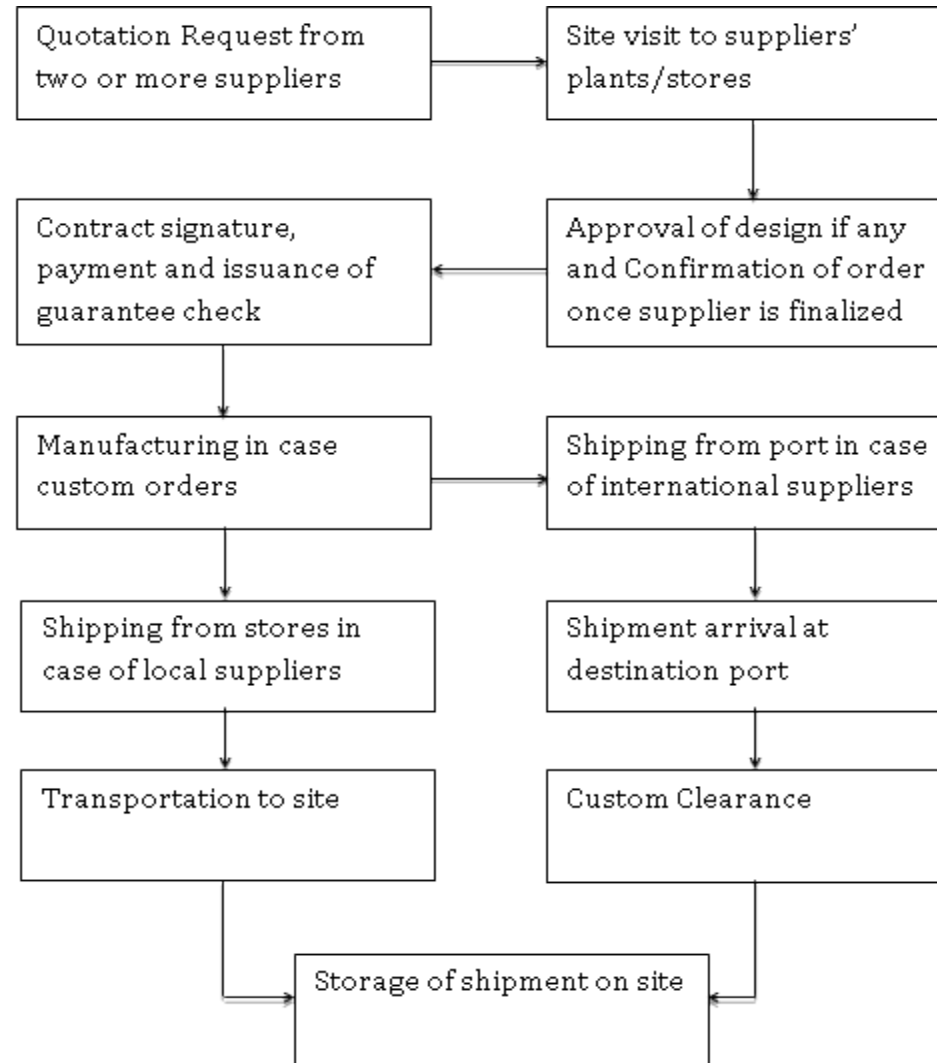 Quotation Request from
two or more suppliers
Site visit to suppliers’
plants/stores
Approval of design if any
and Confirmation of order
once supplier is finalized
Contract signature,
payment and issuance of
guarantee check
Manufacturing in case
custom orders
Shipping from port in case
of international suppliers
Shipping from stores in
case of local suppliers
Shipment arrival at
destination port
Transportation to site
Custom Clearance
Storage of shipment on site